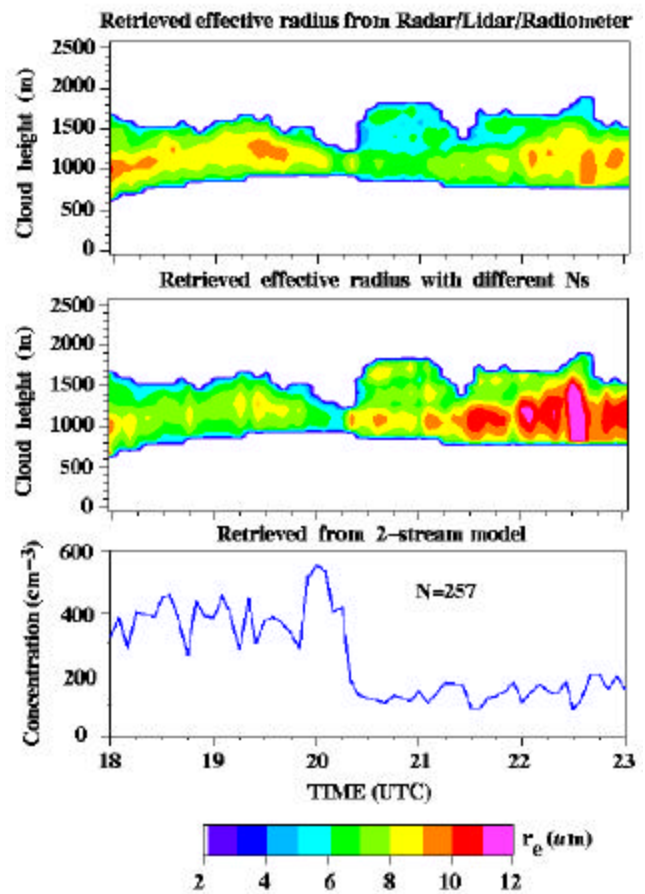 Retrieved effective radius from Radar/Lidar/Radiometer
2500
2000
1500
1000
500
0
Cloud height (m)
Retrieved effective radius with different Ns
2500
2000
1500
1000
500
0
Cloud height (m)
Retrieved from 2-stream model
600
400
200
0
Concentration (cm-3)
N=257
18 19 20 21 22 23
TIME (UTC)
r_e (um)
2 4 6 8 10 12